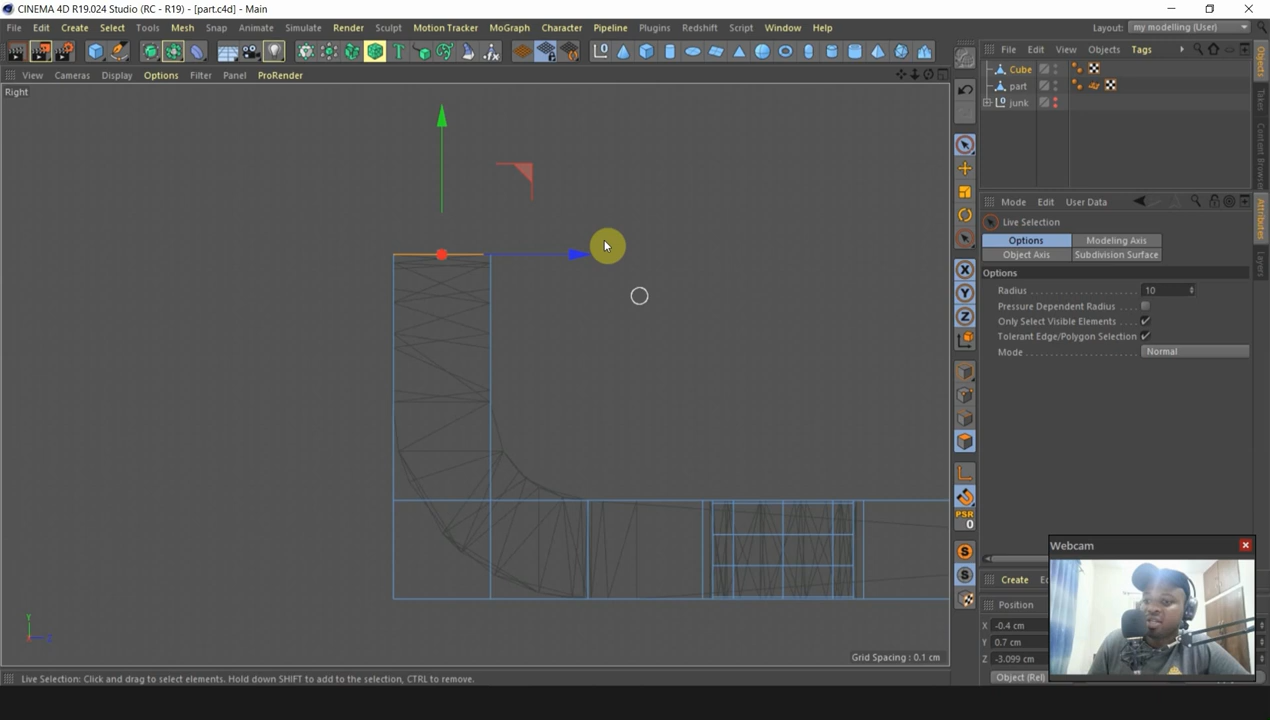 CINEMA 4D R19.024 Studio (RC - R19) - [part.c4d] - Main
File Edit Create Select Tools Mesh Snap Animate Simulate Render Sculpt Motion Tracker MoGraph Character Pipeline Plugins Redshift Script Window Help
Layout: my modelling (User)
File Edit View Objects Tags
View Cameras Display Options Filter Panel ProRender
Right
Cube
part
junk
Objects
Takes
Content Browser
Attributes
Layers
Mode Edit User Data
Live Selection
Options Modeling Axis
Object Axis Subdivision Surface
Options
Radius 10
Pressure Dependent Radius
Only Select Visible Elements
Tolerant Edge/Polygon Selection
Mode Normal
X
Y
Z
PSR
0
S
S
Webcam
Create
Position
X -0.4 cm
Y 0.7 cm
Z -3.099 cm
Object (Rel)
Y
Z
Grid Spacing : 0.1 cm
Live Selection: Click and drag to select elements. Hold down SHIFT to add to the selection, CTRL to remove.